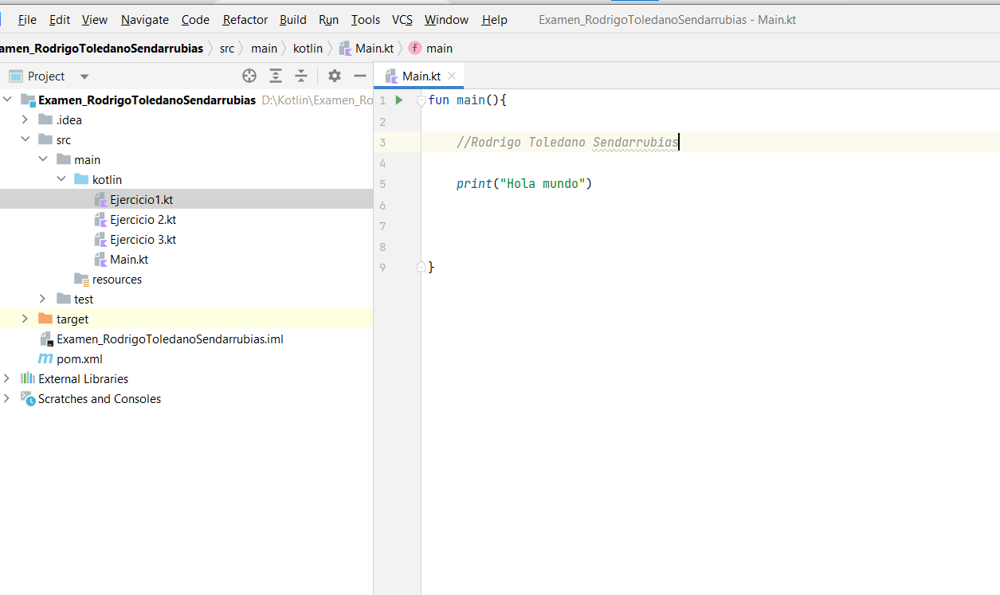 File Edit View Navigate Code Refactor Build Run Tools VCS Window Help Examen_RodrigoToledanoSendarrubias - Main.kt
amen_RodrigoToledanoSendarrubias src main kotlin Main.kt f main
Project
Main.kt
Examen_RodrigoToledanoSendarrubias D:\Kotlin\Examen_Ro
.idea
src
main
kotlin
Ejercicio1.kt
Ejercicio 2.kt
Ejercicio 3.kt
Main.kt
resources
test
target
Examen_RodrigoToledanoSendarrubias.iml
m pom.xml
External Libraries
Scratches and Consoles
1 fun main(){
2
3 //Rodrigo Toledano Sendarrubias
4
5 print("Hola mundo")
6
7
8
9 }